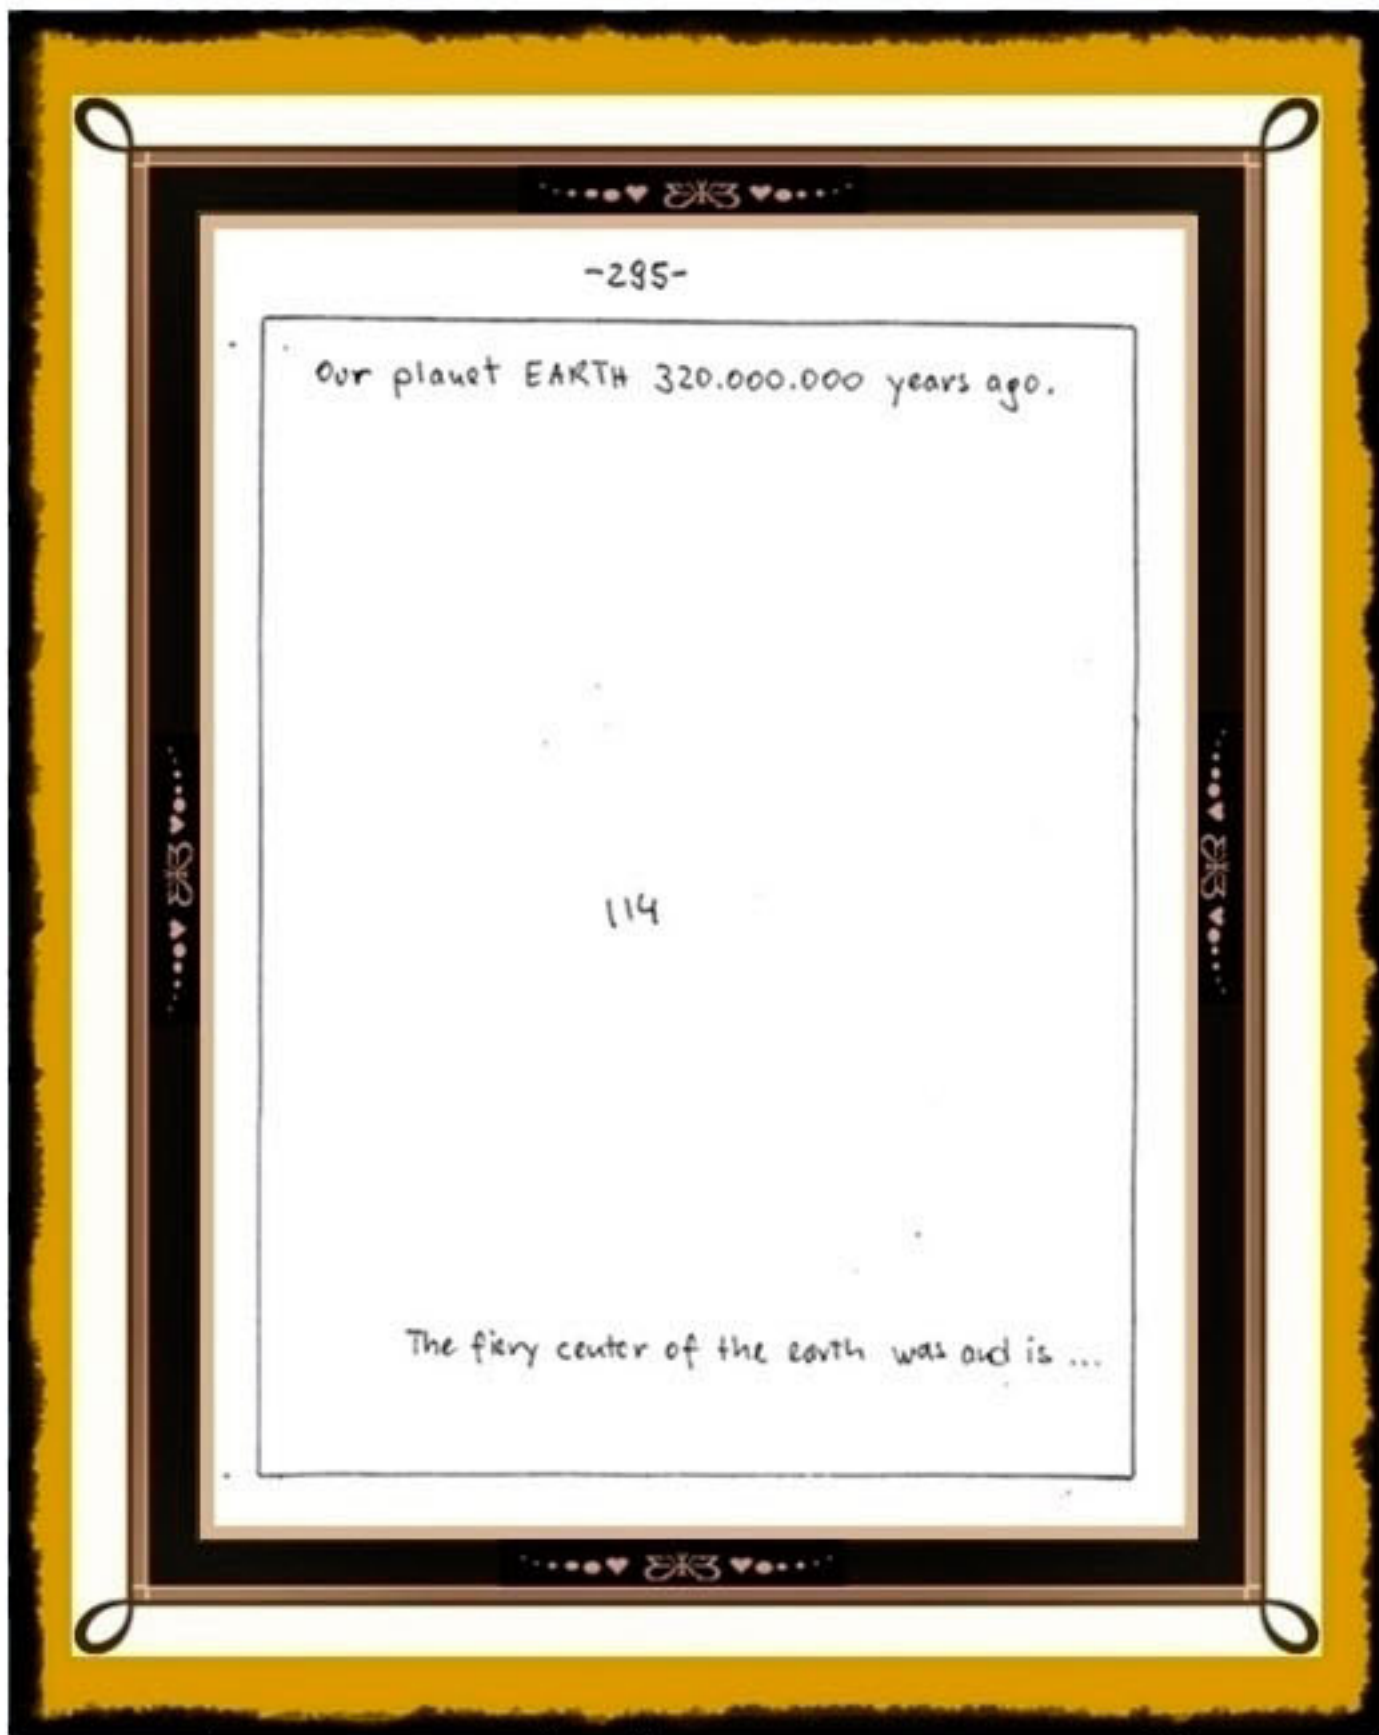 -295-
Our planet EARTH 320.000.000 years ago.
114
The fiery center of the earth was and is ...